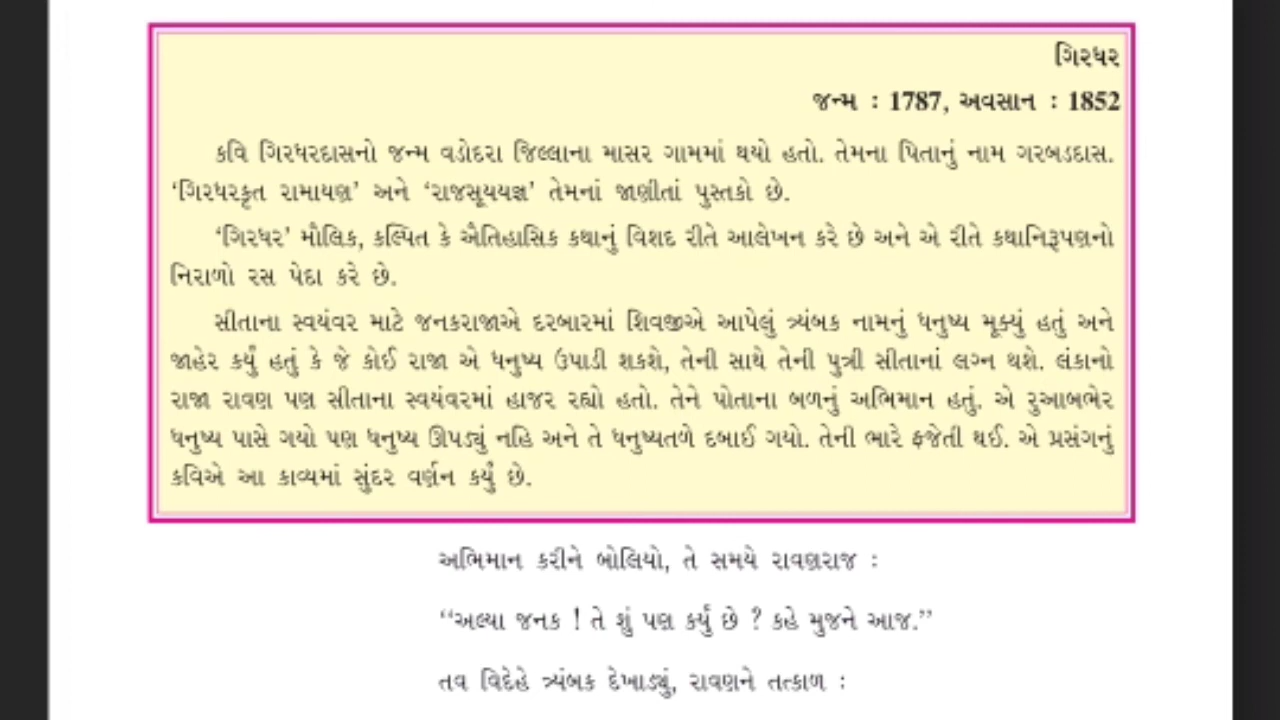 ગિરધર
જન્મ : 1787, અવસાન : 1852
કવિ ગિરધરદાસનો જન્મ વડોદરા જિલ્લાના માસર ગામમાં થયો હતો. તેમના પિતાનું નામ ગરબડદાસ.
‘ગિરધરકૃત રામાયણ’ અને ‘રાજસૂયયજ્ઞ’ તેમનાં જાણીતાં પુસ્તકો છે.
‘ગિરધર’ મૌલિક, કલ્પિત કે ઐતિહાસિક કથાનું વિશદ રીતે આલેખન કરે છે અને એ રીતે કથાનિરૂપણનો
નિરાળો રસ પેદા કરે છે.
સીતાના સ્વયંવર માટે જનકરાજાએ દરબારમાં શિવજીએ આપેલું ત્ર્યંબક નામનું ધનુષ્ય મૂક્યું હતું અને
જાહેર કર્યું હતું કે જે કોઈ રાજા એ ધનુષ્ય ઉપાડી શકશે, તેની સાથે તેની પુત્રી સીતાનાં લગ્ન થશે. લંકાનો
રાજા રાવણ પણ સીતાના સ્વયંવરમાં હાજર રહ્યો હતો. તેને પોતાના બળનું અભિમાન હતું. એ રુઆબભેર
ધનુષ્ય પાસે ગયો પણ ધનુષ્ય ઊપડ્યું નહિ અને તે ધનુષ્યતળે દબાઈ ગયો. તેની ભારે ફજેતી થઈ. એ પ્રસંગનું
કવિએ આ કાવ્યમાં સુંદર વર્ણન કર્યું છે.
અભિમાન કરીને બોલિયો, તે સમયે રાવણરાજ :
“અલ્યા જનક ! તે શું પણ કર્યું છે ? કહે મુજને આજ.”
તવ વિદેહે ત્ર્યંબક દેખાડ્યું, રાવણને તત્કાળ :